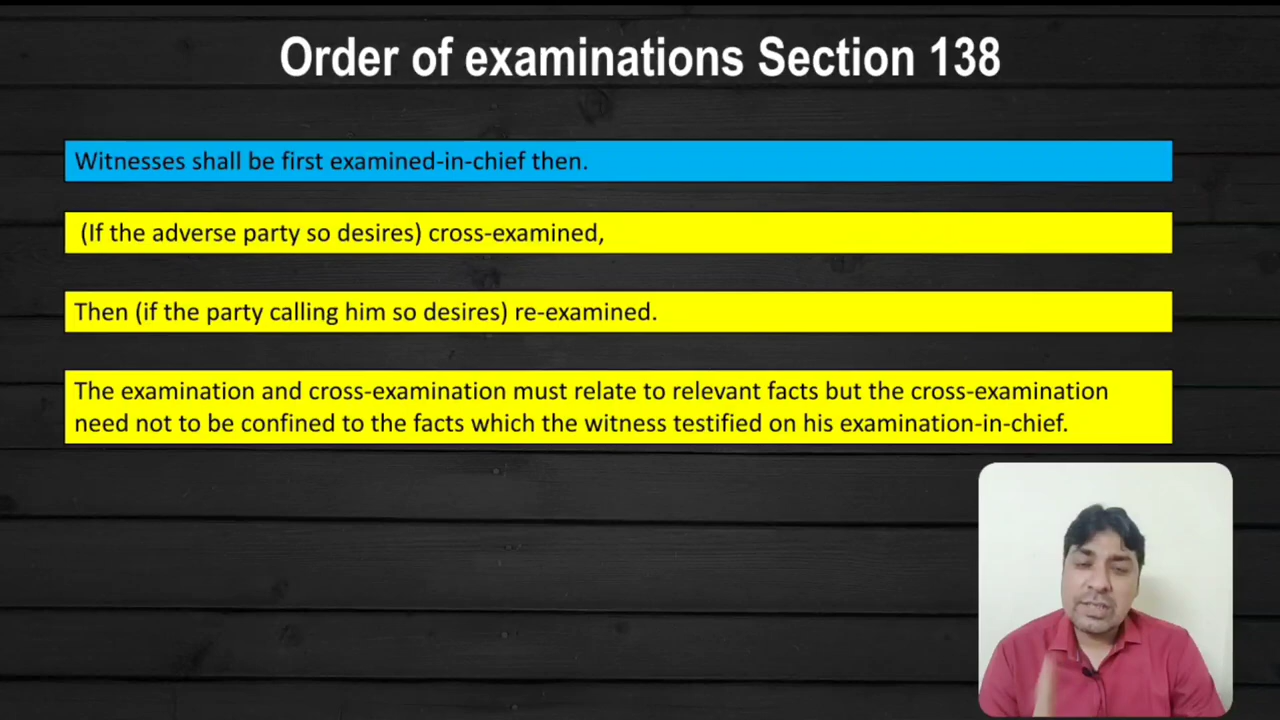 Order of examinations Section 138
Witnesses shall be first examined-in-chief then.
(If the adverse party so desires) cross-examined,
Then (if the party calling him so desires) re-examined.
The examination and cross-examination must relate to relevant facts but the cross-examination
need not to be confined to the facts which the witness testified on his examination-in-chief.